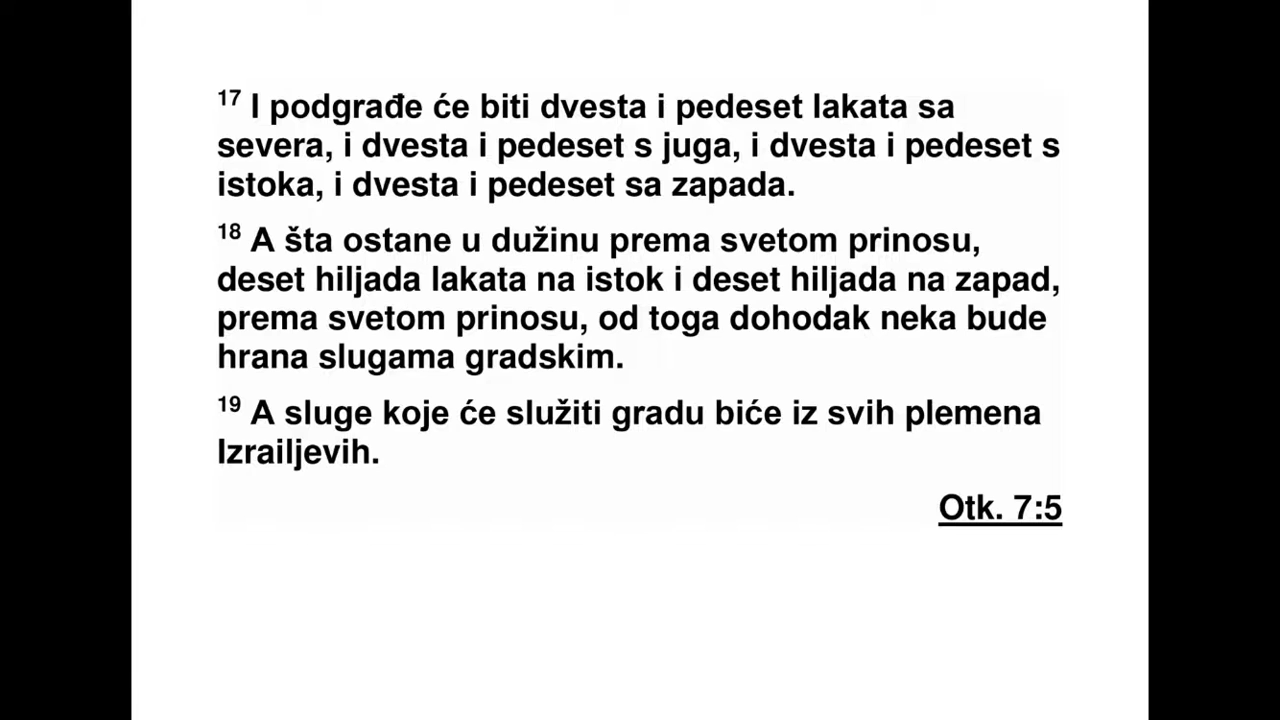 17 I podgrađe će biti dvesta i pedeset lakata sa
severa, i dvesta i pedeset s juga, i dvesta i pedeset s
istoka, i dvesta i pedeset sa zapada.
18 A šta ostane u dužinu prema svetom prinosu,
deset hiljada lakata na istok i deset hiljada na zapad,
prema svetom prinosu, od toga dohodak neka bude
hrana slugama gradskim.
19 A sluge koje će služiti gradu biće iz svih plemena
Izrailjevih.
Otk. 7:5